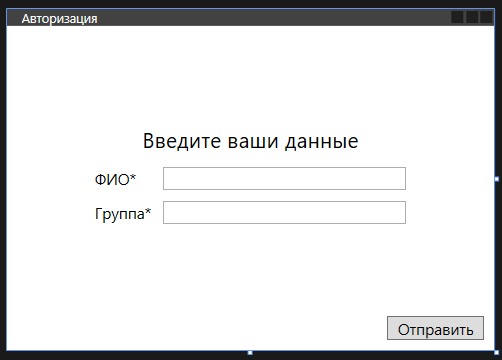 Авторизация
Введите ваши данные
ФИО*
Группа*
Отправить